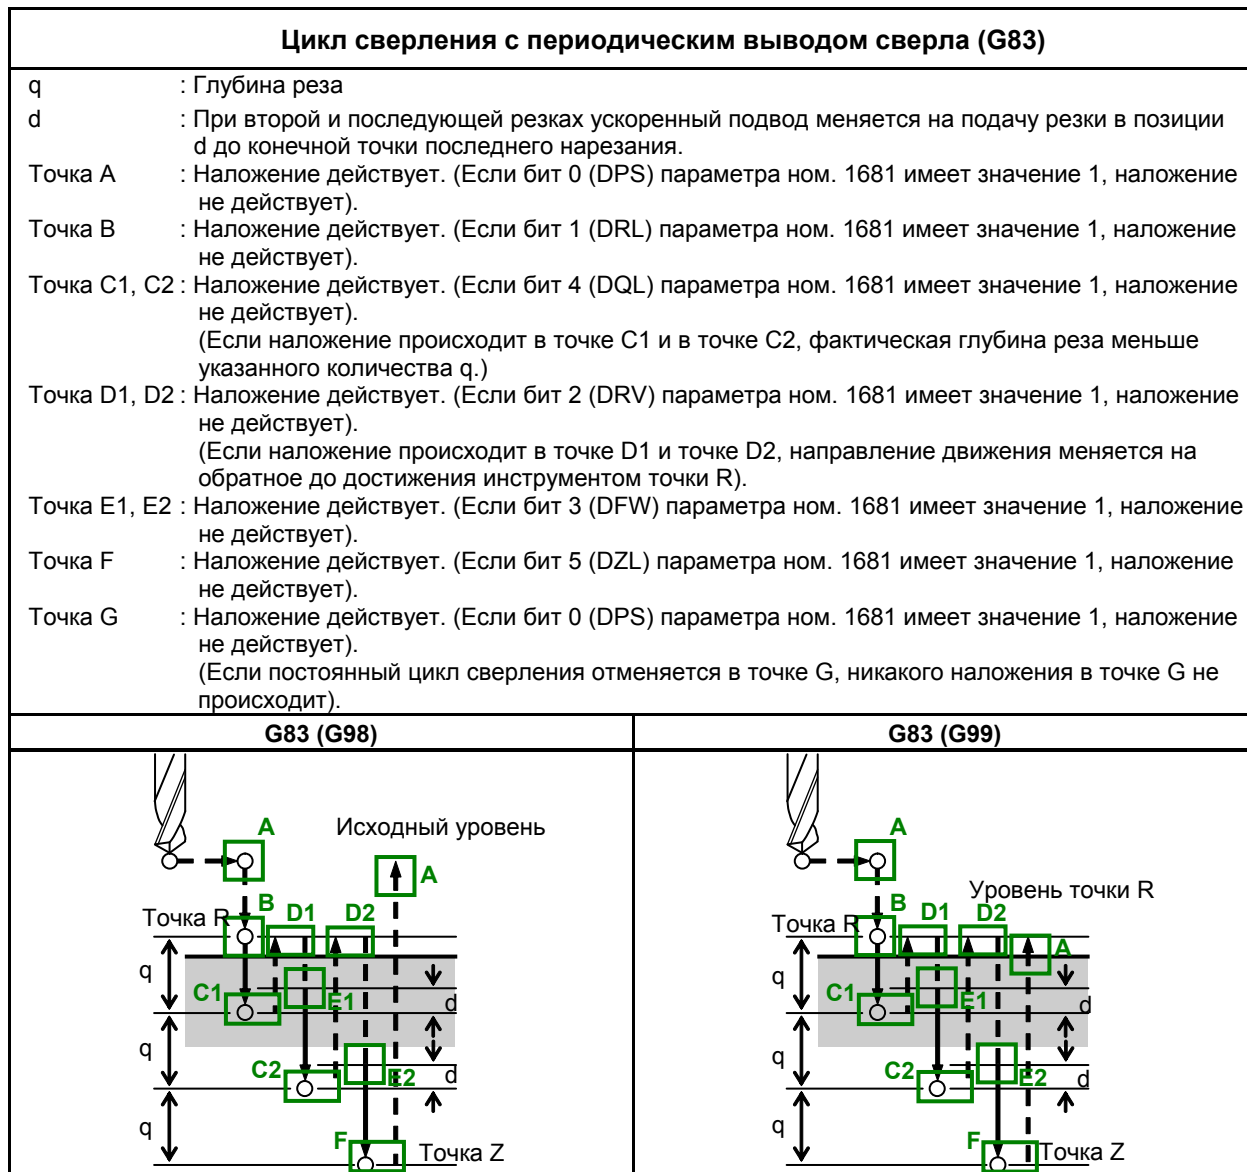 Цикл сверления с периодическим выводом сверла (G83)
q : Глубина реза
d : При второй и последующей резках ускоренный подвод меняется на подачу резки в позиции
d до конечной точки последнего нарезания.
Точка A : Наложение действует. (Если бит 0 (DPS) параметра ном. 1681 имеет значение 1, наложение
не действует).
Точка B : Наложение действует. (Если бит 1 (DRL) параметра ном. 1681 имеет значение 1, наложение
не действует).
Точка C1, C2 : Наложение действует. (Если бит 4 (DQL) параметра ном. 1681 имеет значение 1, наложение
не действует).
(Если наложение происходит в точке C1 и в точке C2, фактическая глубина реза меньше
указанного количества q.)
Точка D1, D2 : Наложение действует. (Если бит 2 (DRV) параметра ном. 1681 имеет значение 1, наложение
не действует).
(Если наложение происходит в точке D1 и точке D2, направление движения меняется на
обратное до достижения инструментом точки R).
Точка E1, E2 : Наложение действует. (Если бит 3 (DFW) параметра ном. 1681 имеет значение 1, наложение
не действует).
Точка F : Наложение действует. (Если бит 5 (DZL) параметра ном. 1681 имеет значение 1, наложение
не действует).
Точка G : Наложение действует. (Если бит 0 (DPS) параметра ном. 1681 имеет значение 1, наложение
не действует).
(Если постоянный цикл сверления отменяется в точке G, никакого наложения в точке G не
происходит).
G83 (G98)
A
Исходный уровень
A
B
D1
D2
Точка R
q
C1
E1
d
q
C2
E2
d
q
F
Точка Z
G83 (G99)
A
Уровень точки R
B
D1
D2
Точка R
A
q
C1
E1
d
q
C2
E2
d
q
F
Точка Z